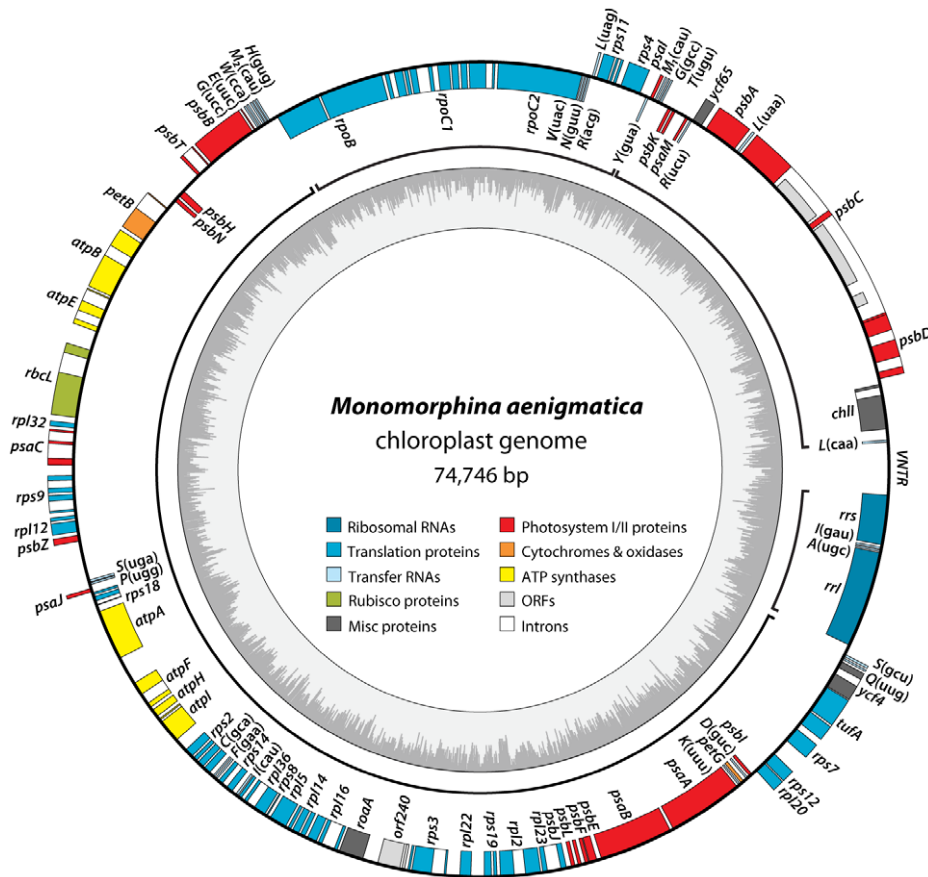 Monomorphina aenigmatica
chloroplast genome
74,746 bp
Ribosomal RNAs
Translation proteins
Transfer RNAs
Rubisco proteins
Misc proteins
Photosystem I/II proteins
Cytochromes & oxidases
ATP synthases
ORFs
Introns
L(uag)
rps11
rps4
psaI
M₁(cau)
G(gcc)
T(ugu)
ycf65
psbA
L(uaa)
psbC
psbD
chlI
L(caa)
VNTR
rrs
I(gau)
A(ugc)
rrl
S(gcu)
Q(uug)
ycf4
tufA
rps7
rps12
rpl20
psbI
D(guc)
petG
K(uuu)
psaA
psaB
psbE
psbF
psbL
psbJ
rpl23
rpl2
rps19
rpl22
rps3
orf240
roaA
rpl16
rpl14
rpl5
rps8
I(cau)
rpl36
rps14
F(gaa)
C(gca)
rps2
atpI
atpH
atpF
atpA
rps18
psaJ
P(ugg)
S(uga)
psbZ
rpl12
rps9
psaC
rpl32
rbcL
atpE
atpB
petB
psbN
psbH
psbT
psbB
G(ucc)
E(uuc)
W(cca)
M₂(cau)
H(gug)
rpoB
rpoC1
rpoC2
V(uac)
N(guu)
R(acg)
Y(gua)
psbK
psaM
R(ucu)